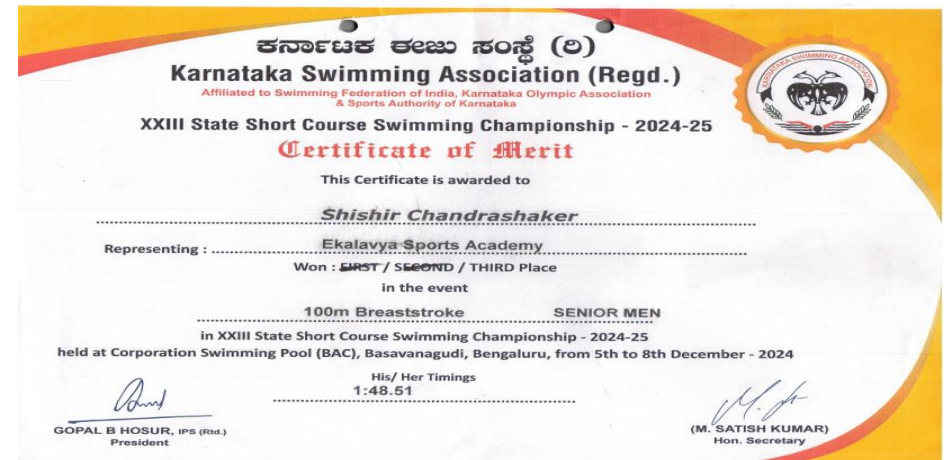 ಕರ್ನಾಟಕ ಈಜು ಸಂಸ್ಥೆ (ರಿ)
Karnataka Swimming Association (Regd.)
Affiliated to Swimming Federation of India, Karnataka Olympic Association
& Sports Authority of Karnataka
XXIII State Short Course Swimming Championship - 2024-25
Certificate of Merit
This Certificate is awarded to
Shishir Chandrashaker
Representing : Ekalavya Sports Academy
Won : FIRST / SECOND / THIRD Place
in the event
100m Breaststroke SENIOR MEN
in XXIII State Short Course Swimming Championship - 2024-25
held at Corporation Swimming Pool (BAC), Basavanagudi, Bengaluru, from 5th to 8th December - 2024
His/ Her Timings
1:48.51
GOPAL B HOSUR, IPS (Rtd.)
President
(M. SATISH KUMAR)
Hon. Secretary
KARNATAKA SWIMMING ASSOCIATION